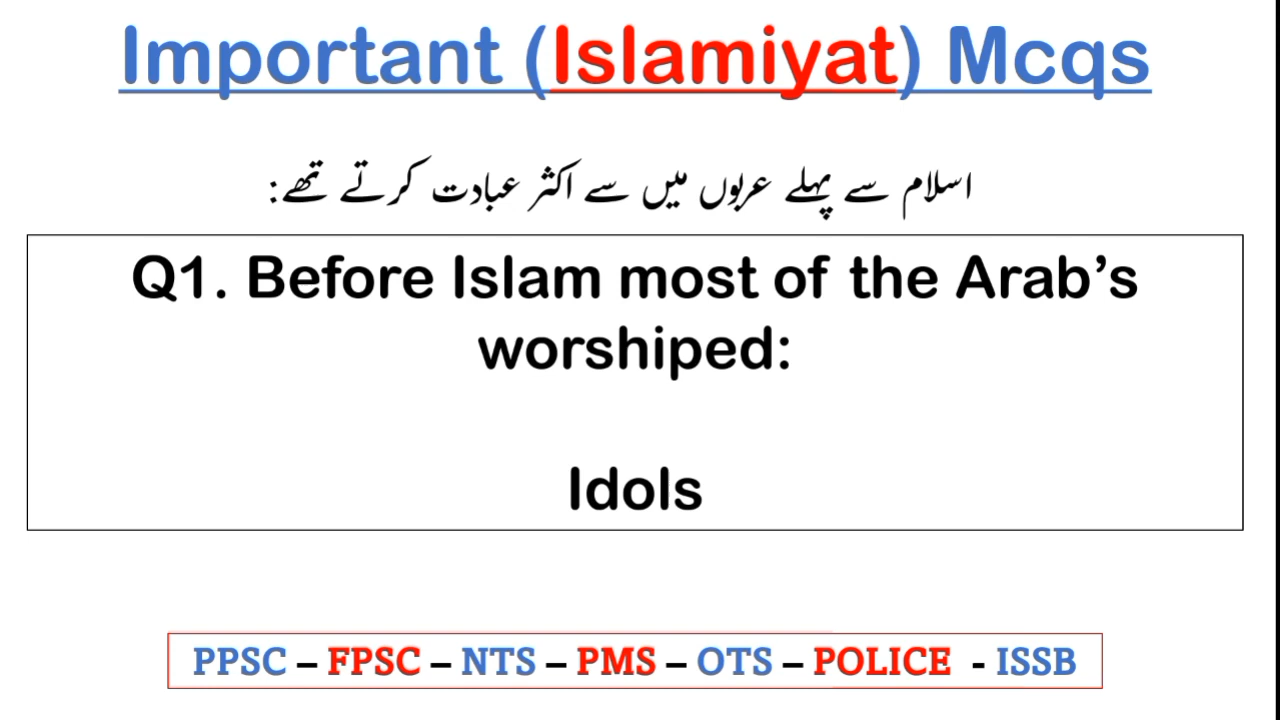 Important (Islamiyat) Mcqs
اسلام سے پہلے عربوں میں سے اکثر عبادت کرتے تھے:
Q1. Before Islam most of the Arab’s
worshiped:
Idols
PPSC – FPSC – NTS – PMS – OTS – POLICE - ISSB